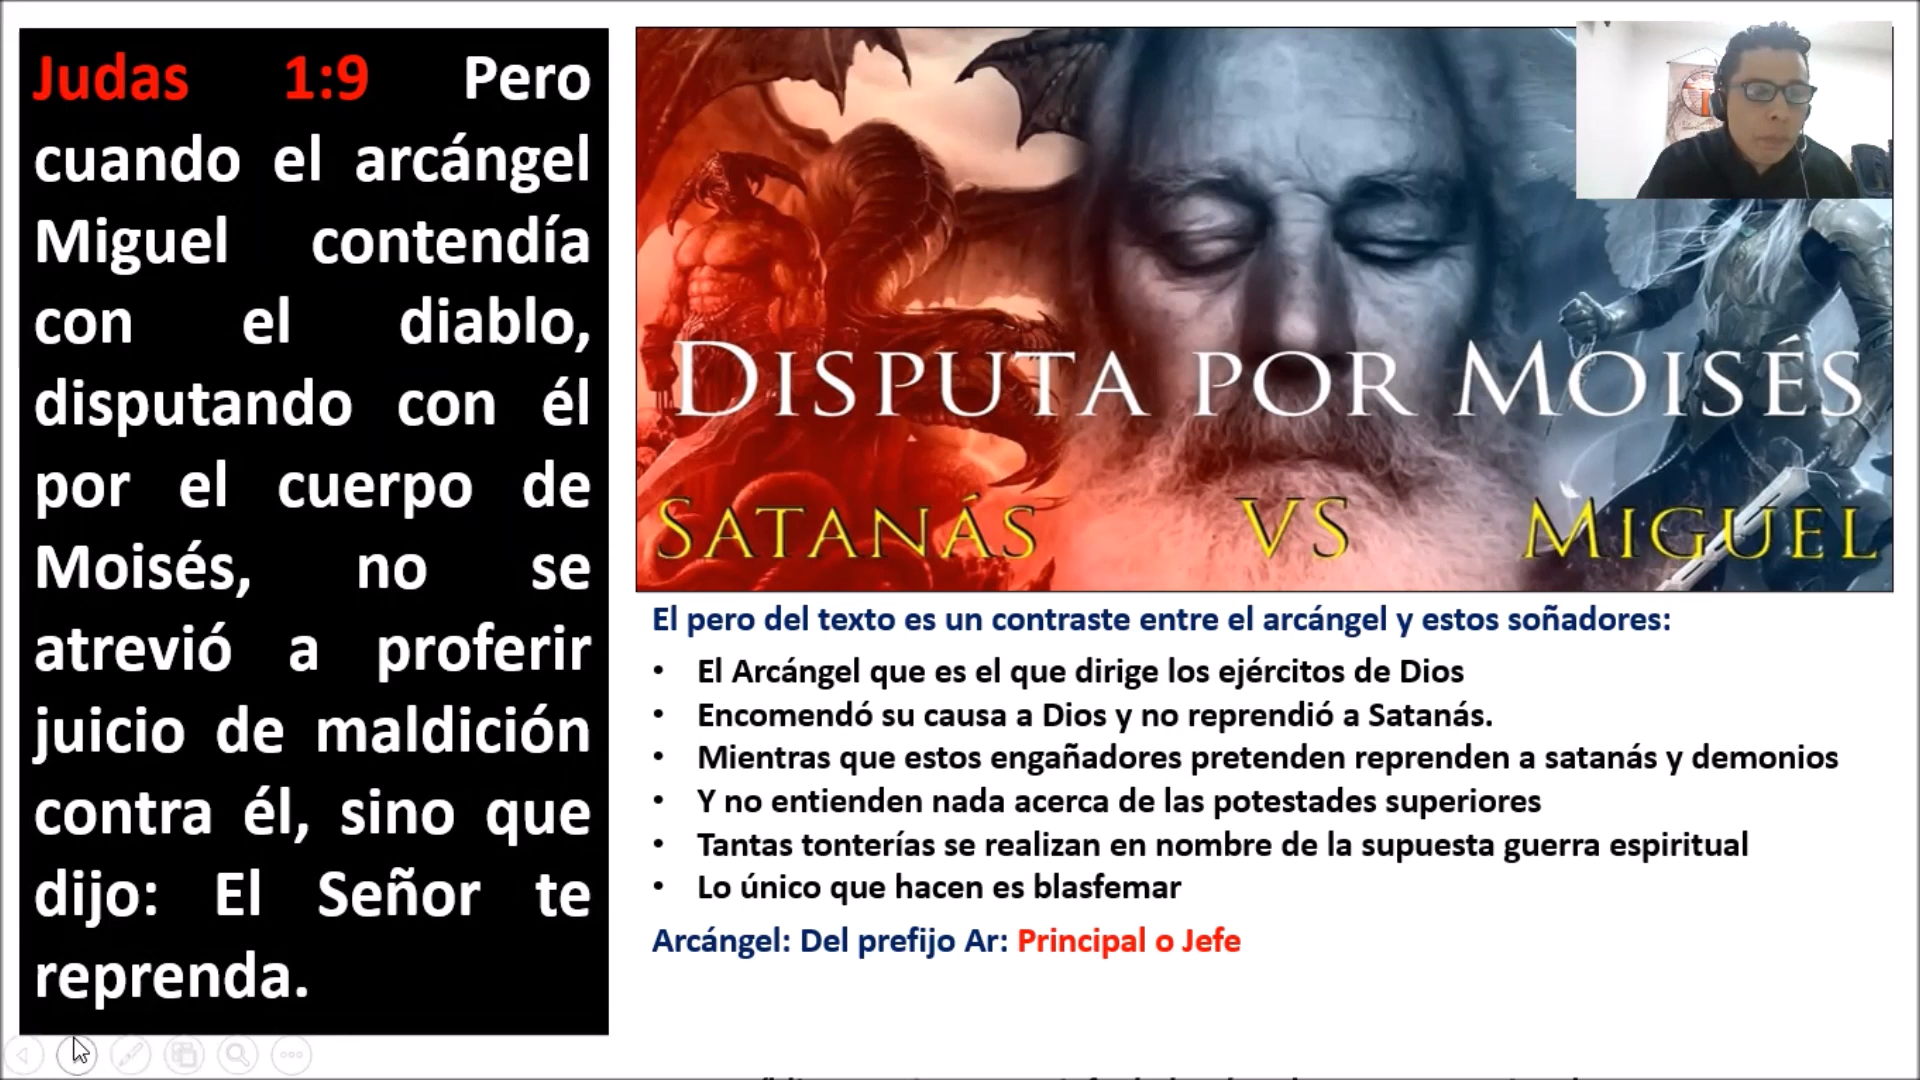 Judas 1:9 Pero
cuando el arcángel
Miguel contendía
con el diablo,
disputando con él
por el cuerpo de
Moisés, no se
atrevió a proferir
juicio de maldición
contra él, sino que
dijo: El Señor te
reprenda.
DISPUTA POR MOISÉS
SATANÁS VS MIGUEL
El pero del texto es un contraste entre el arcángel y estos soñadores:
• El Arcángel que es el que dirige los ejércitos de Dios
• Encomendó su causa a Dios y no reprendió a Satanás.
• Mientras que estos engañadores pretenden reprenden a satanás y demonios
• Y no entienden nada acerca de las potestades superiores
• Tantas tonterías se realizan en nombre de la supuesta guerra espiritual
• Lo único que hacen es blasfemar
Arcángel: Del prefijo Ar: Principal o Jefe